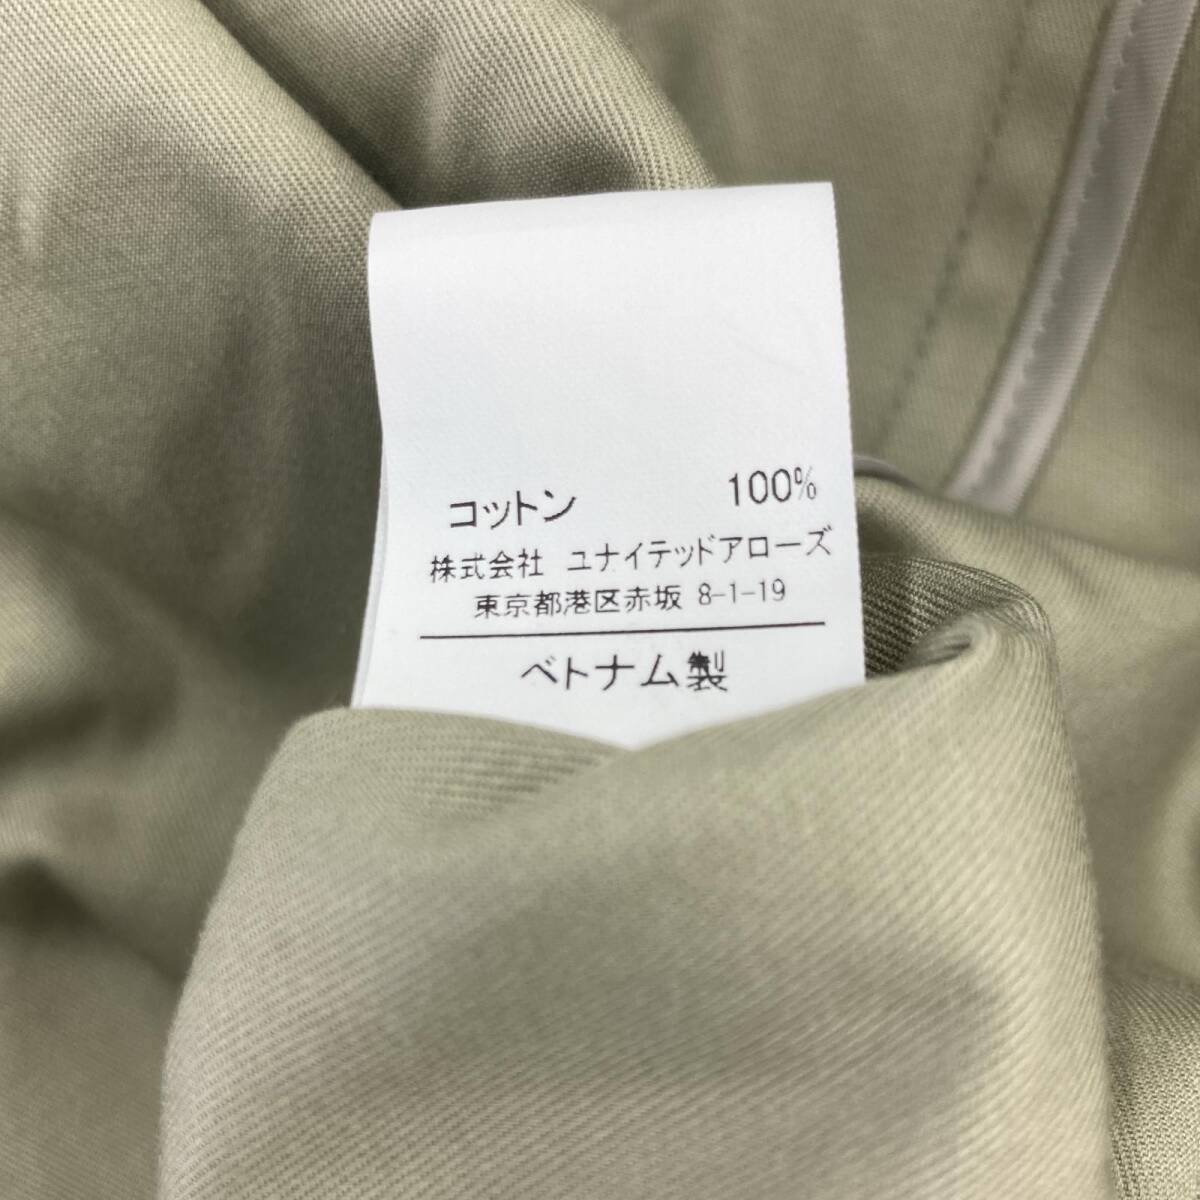 コットン 100%
株式会社 ユナイテッドアローズ
東京都港区赤坂 8-1-19
ベトナム製